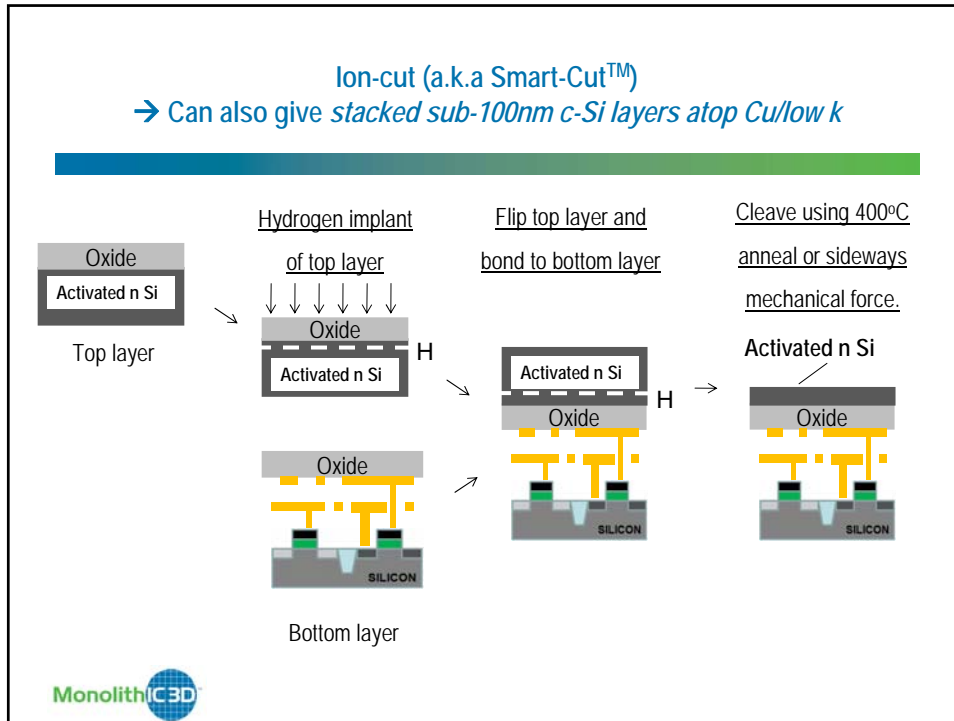 Ion-cut (a.k.a Smart-Cut™)
→ Can also give stacked sub-100nm c-Si layers atop Cu/low k
Hydrogen implant
of top layer
Flip top layer and
bond to bottom layer
Cleave using 400°C
anneal or sideways
mechanical force.
Oxide
Activated n Si
Top layer
Oxide
H
Activated n Si
Oxide
SILICON
Bottom layer
Activated n Si
H
Oxide
SILICON
Activated n Si
Oxide
SILICON
MonolithIC3D™